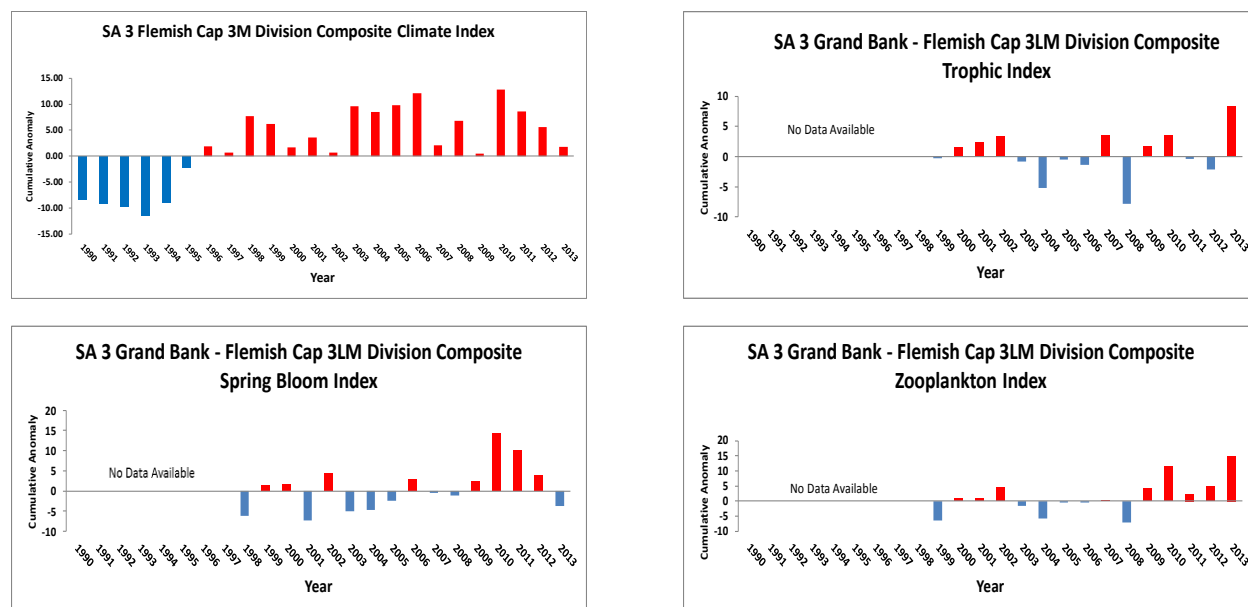 SA 3 Flemish Cap 3M Division Composite Climate Index
15.00
10.00
5.00
0.00
-5.00
-10.00
-15.00
Cumulative Anomaly
1990 1991 1992 1993 1994 1995 1996 1997 1998 1999 2000 2001 2002 2003 2004 2005 2006 2007 2008 2009 2010 2011 2012 2013
Year
SA 3 Grand Bank - Flemish Cap 3LM Division Composite
Trophic Index
10
5
0
-5
-10
Cumulative Anomaly
No Data Available
1990 1991 1992 1993 1994 1995 1996 1997 1998 1999 2000 2001 2002 2003 2004 2005 2006 2007 2008 2009 2010 2011 2012 2013
Year
SA 3 Grand Bank - Flemish Cap 3LM Division Composite
Spring Bloom Index
20
15
10
5
0
-5
-10
Cumulative Anomaly
No Data Available
1990 1991 1992 1993 1994 1995 1996 1997 1998 1999 2000 2001 2002 2003 2004 2005 2006 2007 2008 2009 2010 2011 2012 2013
Year
SA 3 Grand Bank - Flemish Cap 3LM Division Composite
Zooplankton Index
20
15
10
5
0
-5
-10
Cumulative Anomaly
No Data Available
1990 1991 1992 1993 1994 1995 1996 1997 1998 1999 2000 2001 2002 2003 2004 2005 2006 2007 2008 2009 2010 2011 2012 2013
Year